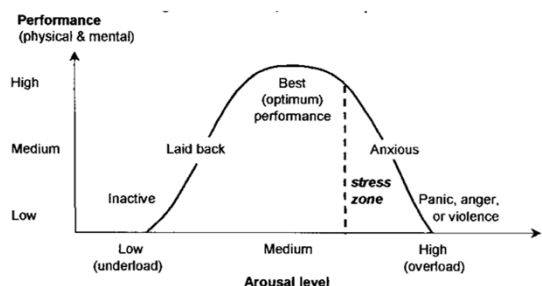 Performance
(physical & mental)
High
Best
(optimum)
performance
Medium
Laid back
Anxious
stress
zone
Inactive
Panic, anger,
or violence
Low
Low
(underload)
Medium
High
(overload)
Arousal level